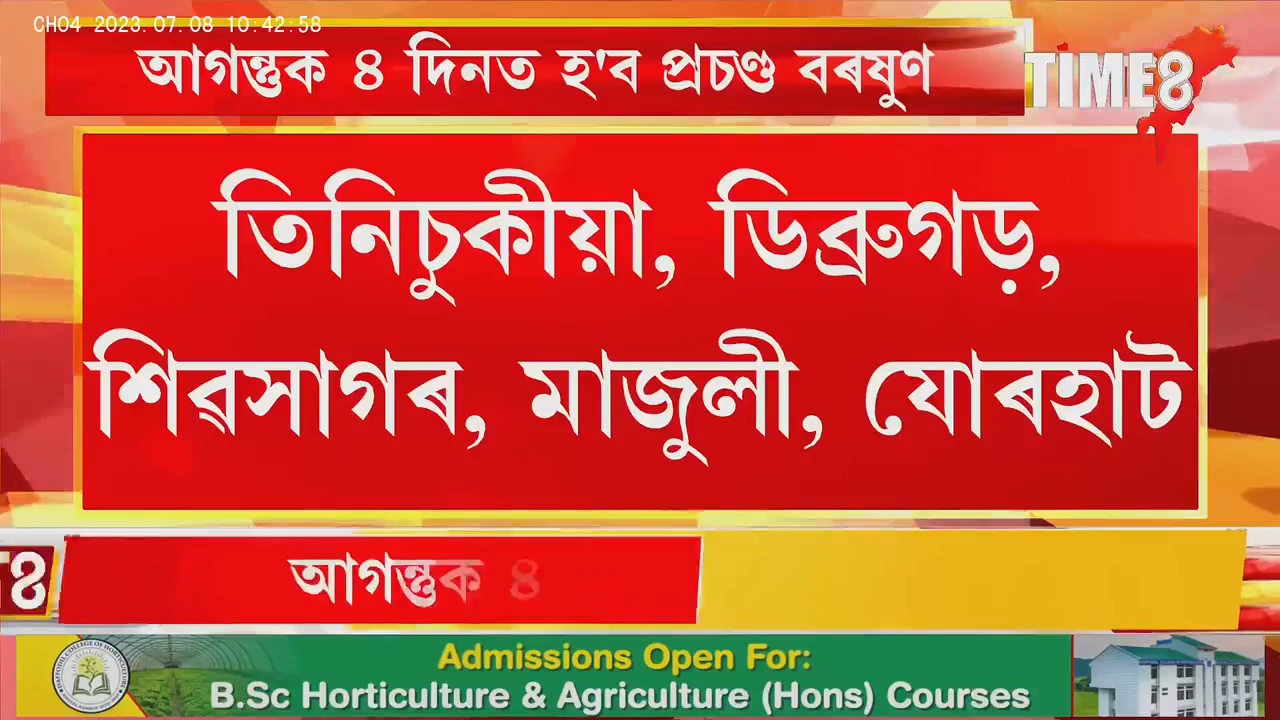 CH04 2023.07.08 10:42:58
আগন্তুক ৪ দিনত হ'ব প্ৰচণ্ড বৰষুণ
TIME8
তিনিচুকীয়া, ডিব্ৰুগড়,
শিৱসাগৰ, মাজুলী, যোৰহাট
আগন্তুক ৪
Admissions Open For:
B.Sc Horticulture & Agriculture (Hons) Courses